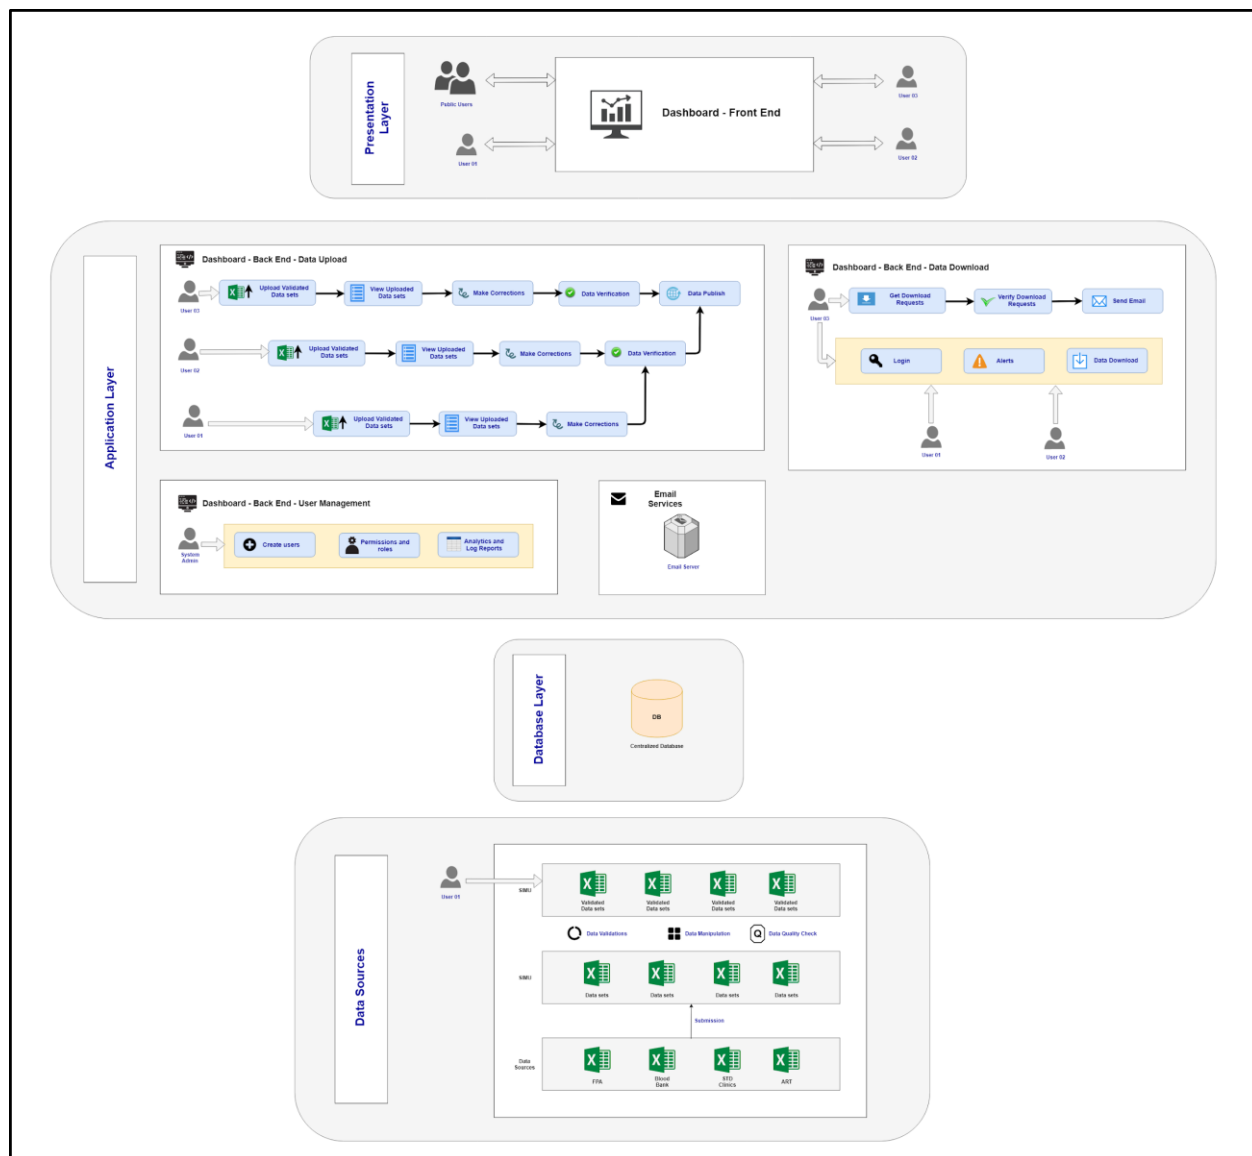 Presentation
Layer
Public Users
User 01
Dashboard - Front End
User 03
User 02
Application Layer
Dashboard - Back End - Data Upload
User 03
Upload Validated
Data sets
View Uploaded
Data sets
Make Corrections
Data Verification
Data Publish
User 02
Upload Validated
Data sets
View Uploaded
Data sets
Make Corrections
Data Verification
User 01
Upload Validated
Data sets
View Uploaded
Data sets
Make Corrections
Dashboard - Back End - Data Download
User 03
Get Download
Requests
Verify Download
Requests
Send Email
Login
Alerts
Data Download
User 01
User 02
Dashboard - Back End - User Management
System
Admin
Create users
Permissions and
roles
Analytics and
Log Reports
Email
Services
Email Server
Database Layer
DB
Centralized Database
Data Sources
User 01
SIMU
Validated
Data sets
Validated
Data sets
Validated
Data sets
Validated
Data sets
Data Validations
Data Manipulation
Q
Data Quality Check
SIMU
Data sets
Data sets
Data sets
Data sets
Submission
Data
Sources
FPA
Blood
Bank
STD
Clinics
ART